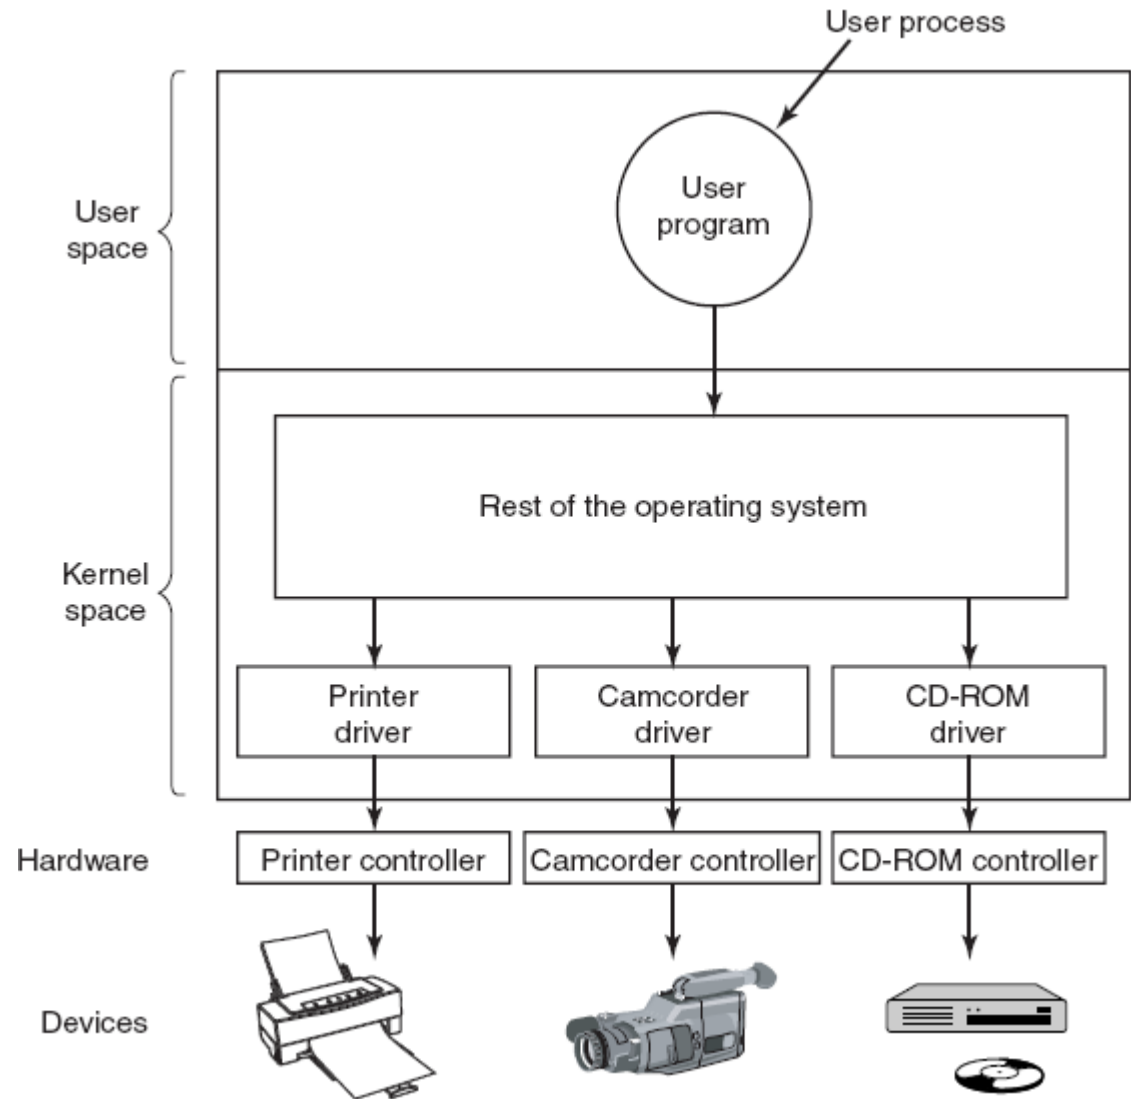 User process
User
program
User
space
Rest of the operating system
Kernel
space
Printer
driver
Camcorder
driver
CD-ROM
driver
Hardware
Printer controller
Camcorder controller
CD-ROM controller
Devices